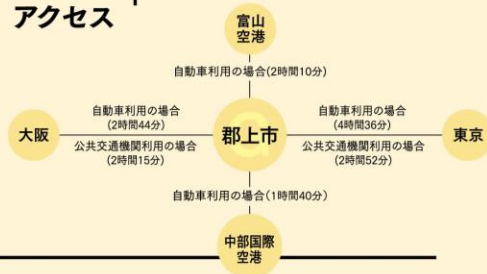 アクセス
富山
空港
自動車利用の場合(2時間10分)
大阪
自動車利用の場合
(2時間44分)
公共交通機関利用の場合
(2時間15分)
郡上市
自動車利用の場合
(4時間36分)
公共交通機関利用の場合
(2時間52分)
東京
自動車利用の場合(1時間40分)
中部国際
空港